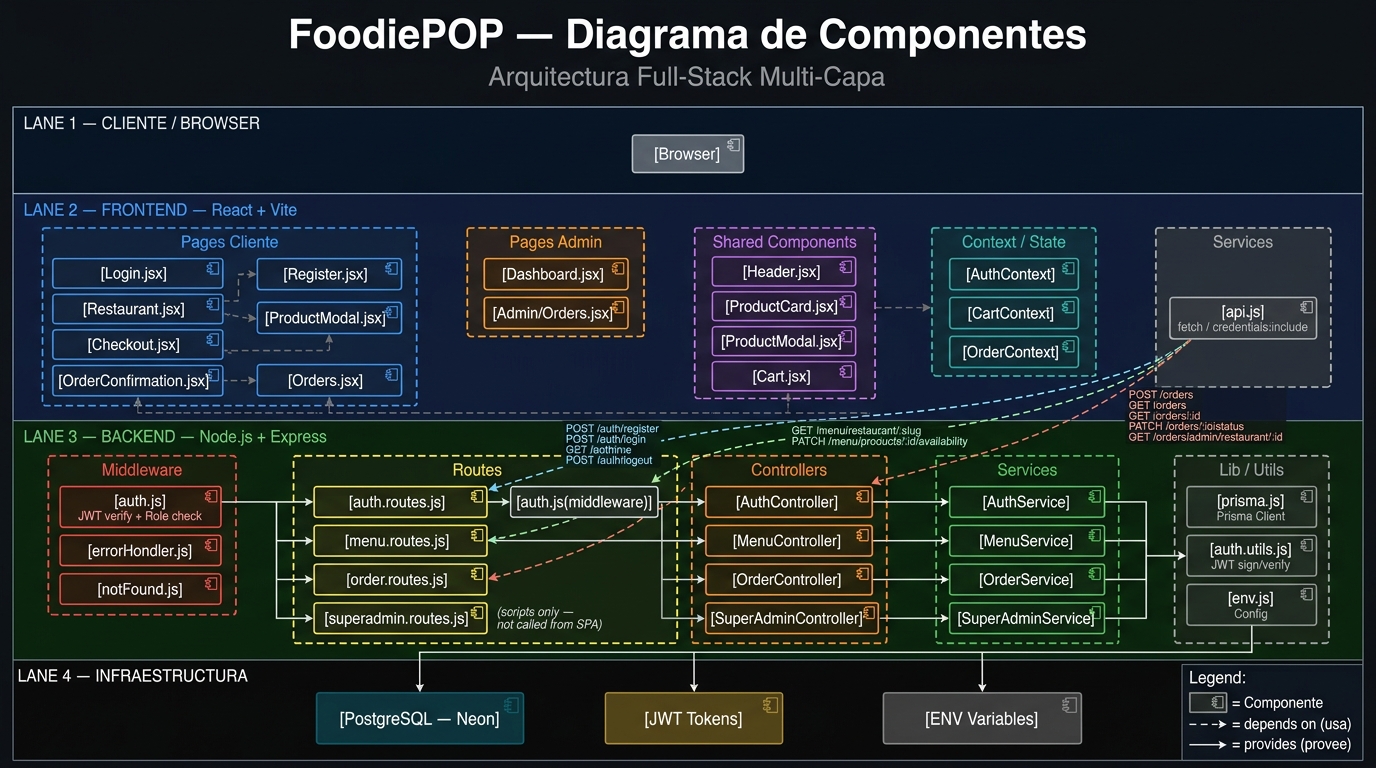 FoodiePOP — Diagrama de Componentes
Arquitectura Full-Stack Multi-Capa
LANE 1 — CLIENTE / BROWSER
[Browser]
LANE 2 — FRONTEND — React + Vite
Pages Cliente
[Login.jsx]
[Register.jsx]
[Restaurant.jsx]
[ProductModal.jsx]
[Checkout.jsx]
[OrderConfirmation.jsx]
[Orders.jsx]
Pages Admin
[Dashboard.jsx]
[Admin/Orders.jsx]
Shared Components
[Header.jsx]
[ProductCard.jsx]
[ProductModal.jsx]
[Cart.jsx]
Context / State
[AuthContext]
[CartContext]
[OrderContext]
Services
[api.js]
fetch / credentials:include
POST /orders
GET
PATCH /orders/
GET /orders/admin/restaurant/:id
POST /auth/register
POST /auth/login
GET
POST
GET /menu/restaurant/:slug
PATCH /menu/products/:id/availability
LANE 3 — BACKEND — Node.js + Express
Middleware
[auth.js]
JWT verify + Role check
[errorHandler.js]
[notFound.js]
Routes
[auth.routes.js]
[auth.js(middleware)]
[menu.routes.js]
[order.routes.js]
[superadmin.routes.js]
(scripts only —
not called from SPA)
Controllers
[AuthController]
[MenuController]
[OrderController]
[SuperAdminController]
Services
[AuthService]
[MenuService]
[OrderService]
[SuperAdminService]
Lib / Utils
[prisma.js]
Prisma Client
[auth.utils.js]
JWT sign/verify
[env.js]
Config
LANE 4 — INFRAESTRUCTURA
[PostgreSQL — Neon]
[JWT Tokens]
[ENV Variables]
Legend:
= Componente
= depends on (usa)
= provides (provee)